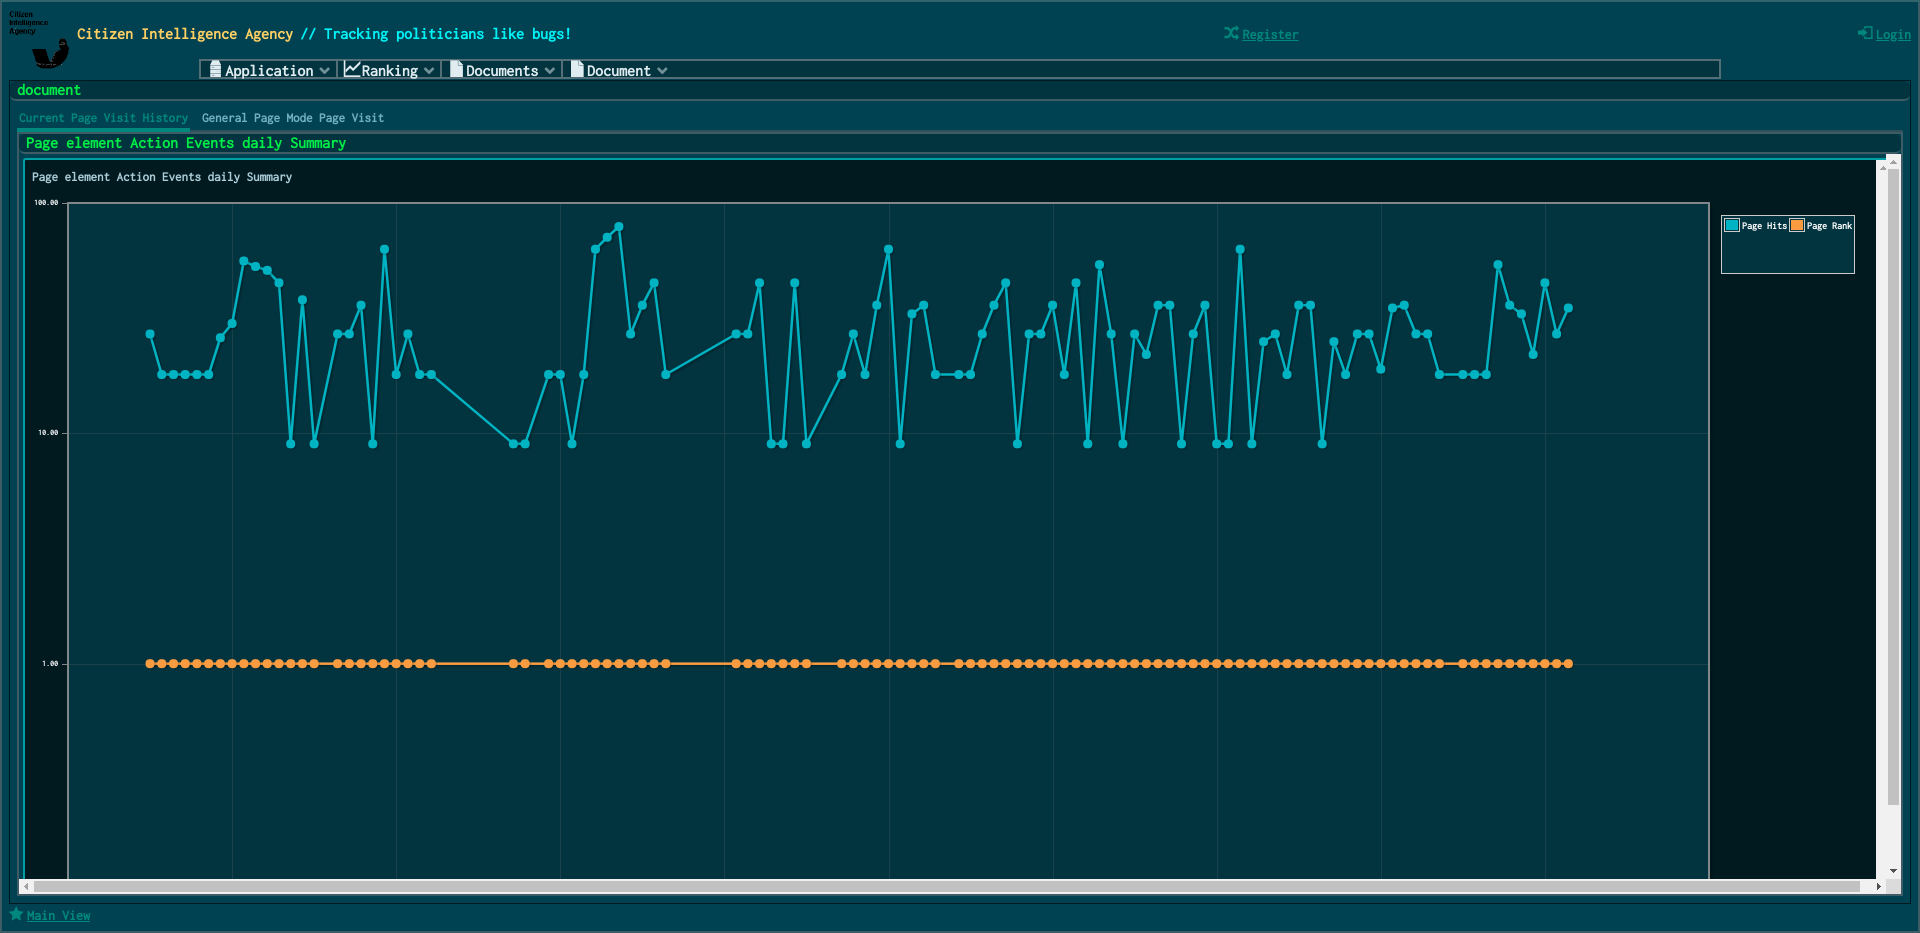 Citizen
Intelligence
Agency
Citizen Intelligence Agency // Tracking politicians like bugs!
Register
Login
Application
Ranking
Documents
Document
document
Current Page Visit History
General Page Mode Page Visit
Page element Action Events daily Summary
Page element Action Events daily Summary
100.00
Page Hits
Page Rank
10.00
1.00
Main View